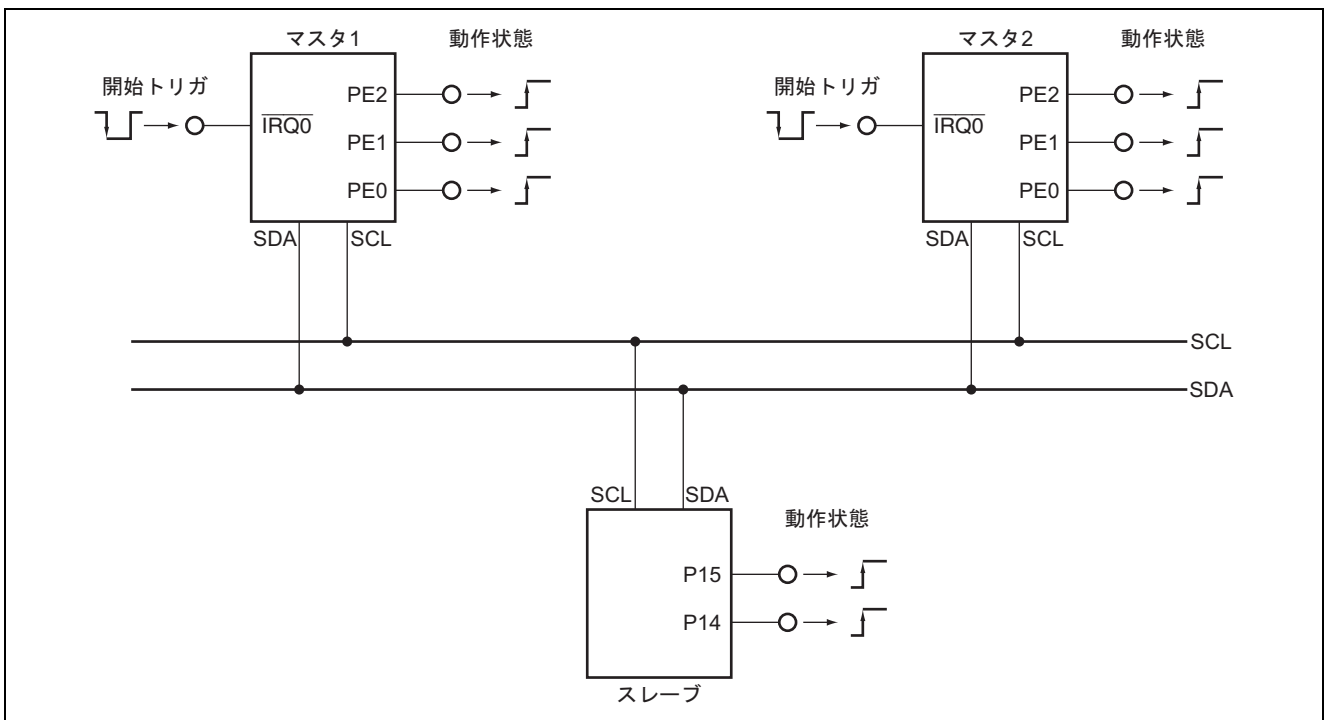 マスタ1 動作状態
開始トリガ
IRQ0
PE2
PE1
PE0
SDA SCL
マスタ2 動作状態
開始トリガ
IRQ0
PE2
PE1
PE0
SDA SCL
SCL
SDA
SCL SDA
動作状態
P15
P14
スレーブ